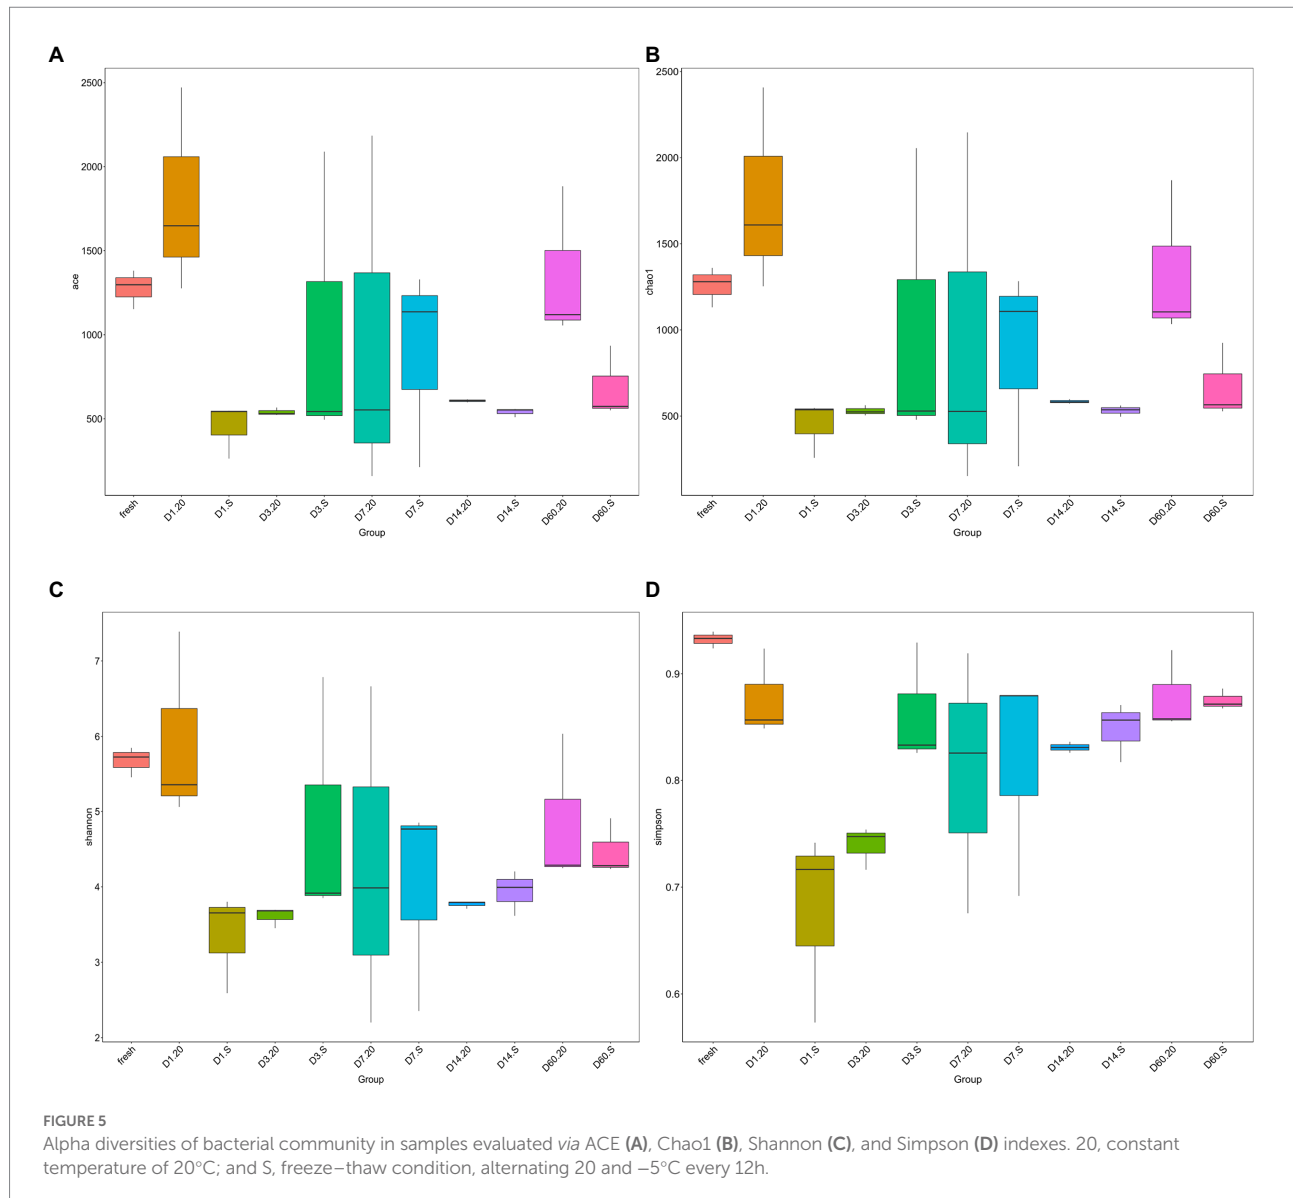 A
2500
2000
1500
1000
500
ace
fresh D1.20 D1.S D3.20 D3.S D7.20 D7.S D14.20 D14.S D60.20 D60.S
Group
B
2500
2000
1500
1000
500
chao1
fresh D1.20 D1.S D3.20 D3.S D7.20 D7.S D14.20 D14.S D60.20 D60.S
Group
C
7
6
5
4
3
2
shannon
fresh D1.20 D1.S D3.20 D3.S D7.20 D7.S D14.20 D14.S D60.20 D60.S
Group
D
0.9
0.8
0.7
0.6
simpson
fresh D1.20 D1.S D3.20 D3.S D7.20 D7.S D14.20 D14.S D60.20 D60.S
Group
FIGURE 5
Alpha diversities of bacterial community in samples evaluated via ACE (A), Chao1 (B), Shannon (C), and Simpson (D) indexes. 20, constant
temperature of 20°C; and S, freeze–thaw condition, alternating 20 and −5°C every 12h.